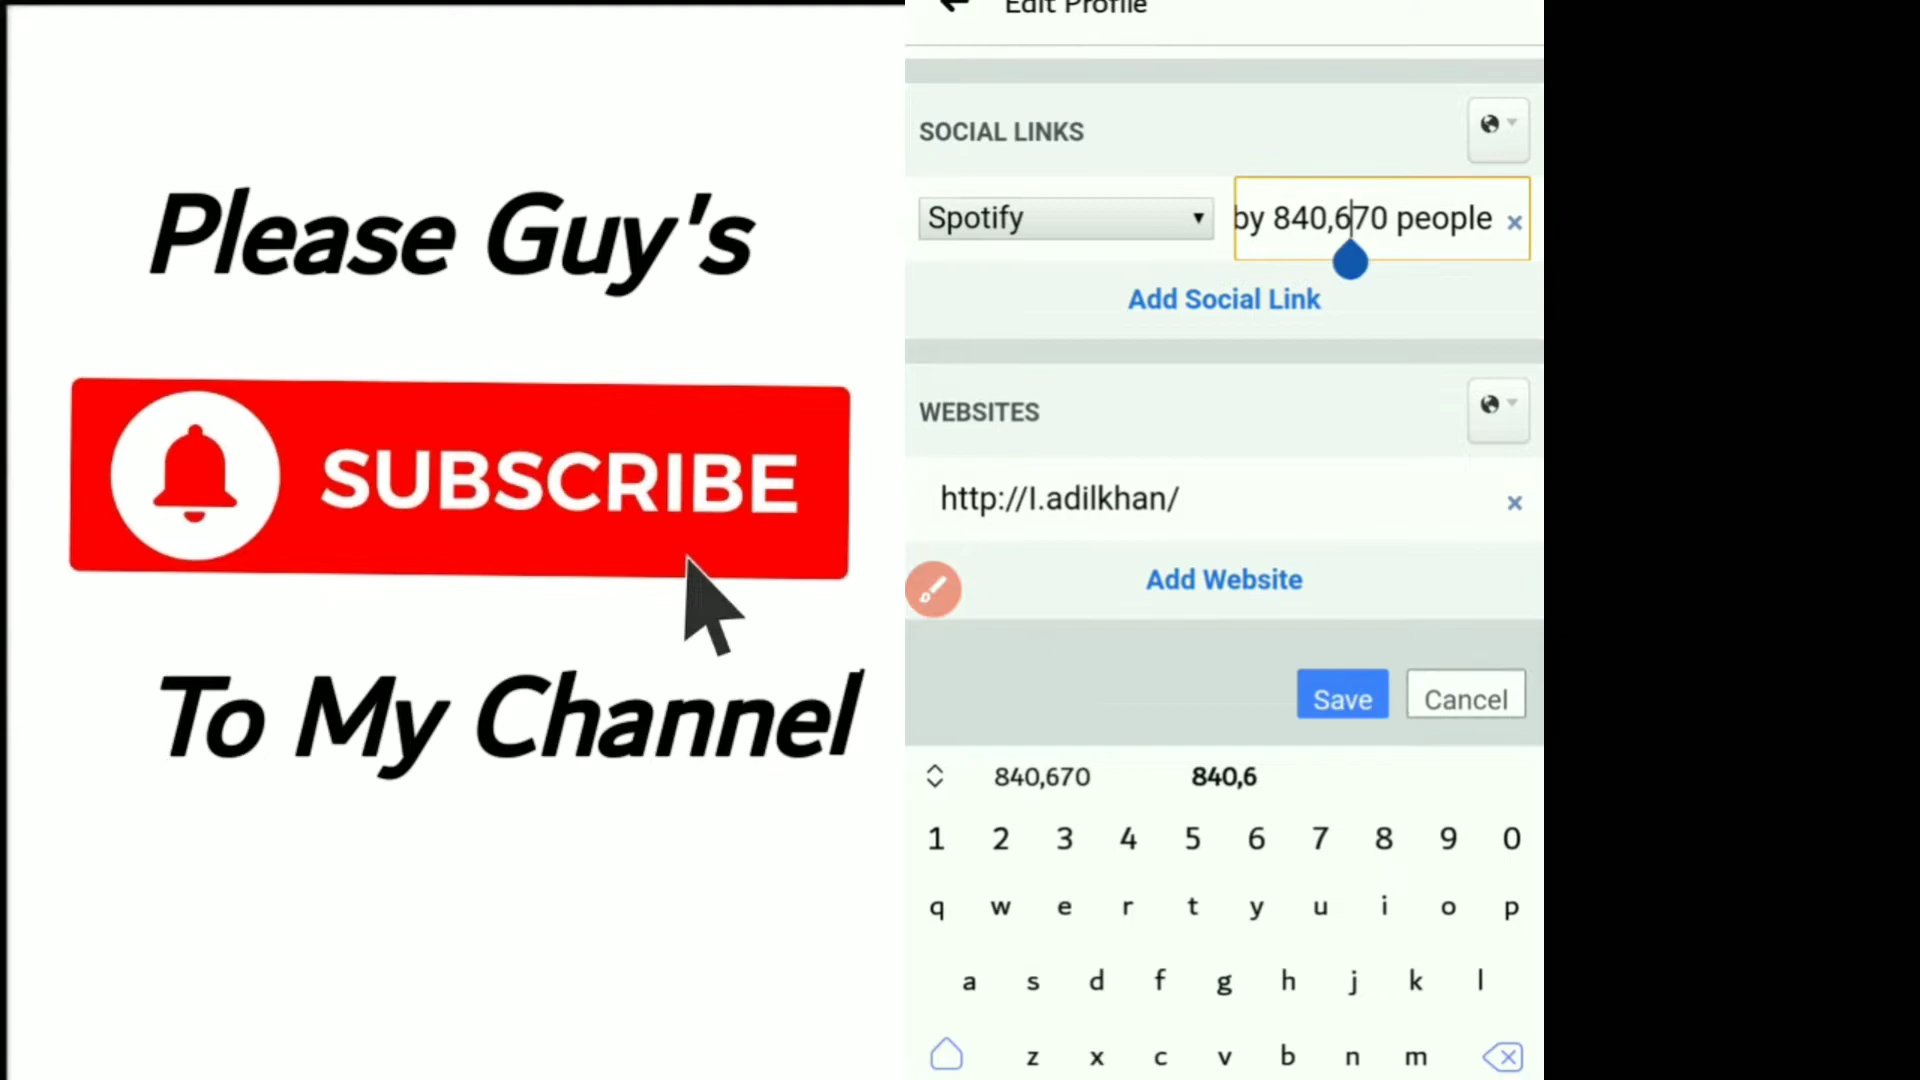 Please Guy's
SUBSCRIBE
To My Channel
Edit Profile
SOCIAL LINKS
Spotify
by 840,670 people
Add Social Link
WEBSITES
http://l.adilkhan/
Add Website
Save Cancel
840,670 840,6
1 2 3 4 5 6 7 8 9 0
q w e r t y u i o p
a s d f g h j k l
z x c v b n m